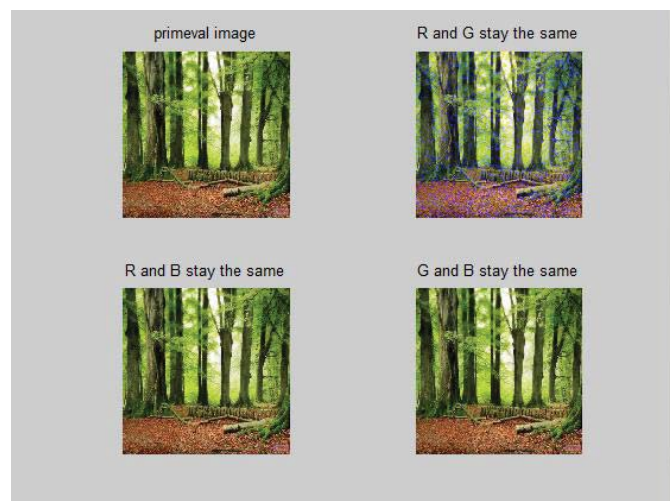 primeval image
R and G stay the same
R and B stay the same
G and B stay the same